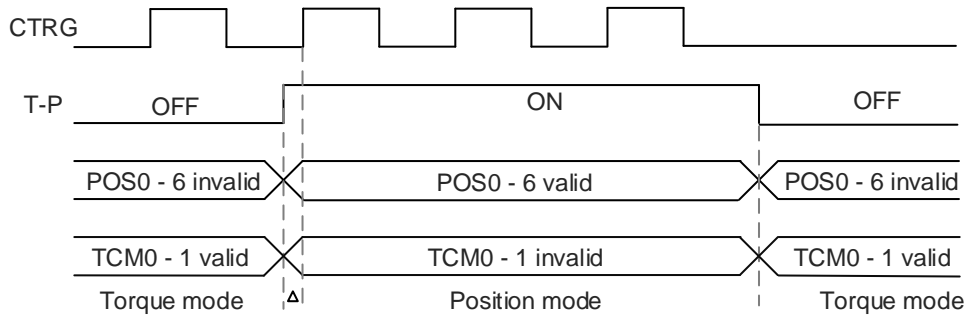 CTRG
T-P
OFF
ON
OFF
POS0 - 6 invalid
POS0 - 6 valid
POS0 - 6 invalid
TCM0 - 1 valid
TCM0 - 1 invalid
TCM0 - 1 valid
Torque mode
Δ
Position mode
Torque mode